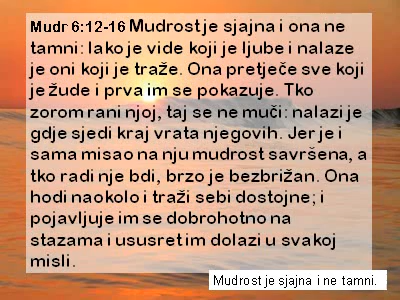 Mudr 6:12-16 Mudrost je sjajna i ona ne
tamni: lako je vide koji je ljube i nalaze
je oni koji je traže. Ona pretječe sve koji
je žude i prva im se pokazuje. Tko
zorom rani njoj, taj se ne muči: nalazi je
gdje sjedi kraj vrata njegovih. Jer je i
sama misao na nju mudrost savršena, a
tko radi nje bdi, brzo je bezbrižan. Ona
hodi naokolo i traži sebi dostojne; i
pojavljuje im se dobrohotno na
stazama i ususret im dolazi u svakoj
misli.
Mudrost je sjajna i ne tamni.